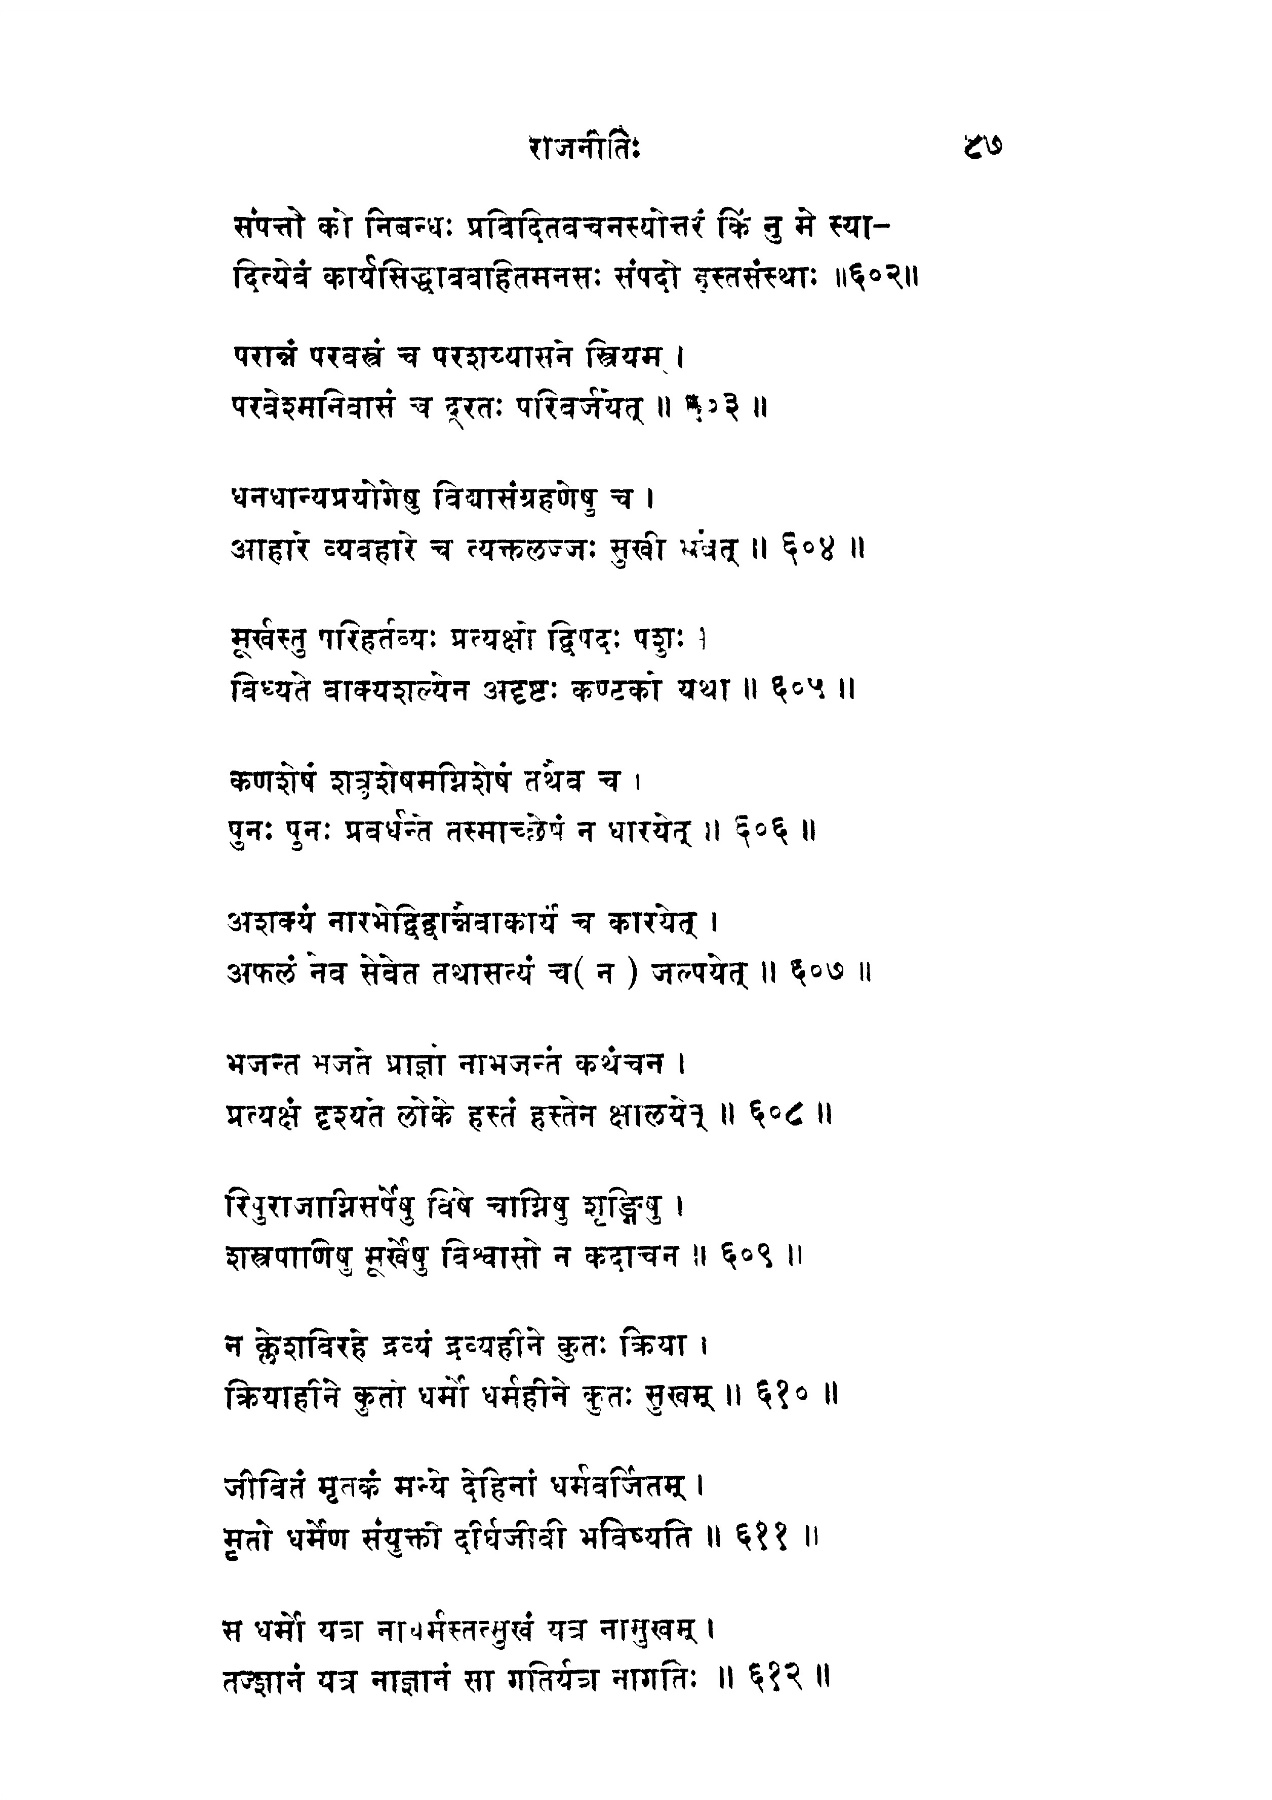 राजनीतिः ८७
संपत्तौ को निबन्धः प्रविदितवचनस्योत्तरं किं नु मे स्या-
दित्येवं कार्यसिद्धाववहितमनसः संपदो हस्तसंस्थाः ॥६०२॥
परान्नं परवस्त्रं च परशय्यासने स्त्रियम् ।
परवेश्मनिवासं च दूरतः परिवर्जयेत् ॥ ६०३ ॥
धनधान्यप्रयोगेषु विद्यासंग्रहणेषु च ।
आहारे व्यवहारे च त्यक्तलज्जः सुखी भवेत् ॥ ६०४ ॥
मूर्खस्तु परिहर्तव्यः प्रत्यक्षो द्विपदः पशुः ।
विध्यते वाक्यशल्येन अदृष्टः कण्टको यथा ॥ ६०५ ॥
कणशेषं शत्रुशेषमग्निशेषं तथैव च ।
पुनः पुनः प्रवर्धन्ते तस्माच्छेषं न धारयेत् ॥ ६०६ ॥
अशक्यं नारभेद्विद्वान्नैवाकार्यं च कारयेत् ।
अफलं नैव सेवेत तथासत्यं च( न ) जल्पयेत् ॥ ६०७ ॥
भजन्त भजते प्राज्ञो नाभजन्तं कथंचन ।
प्रत्यक्षं दृश्यते लोके हस्तं हस्तेन क्षालयेत् ॥ ६०८ ॥
रिपुराजाग्निसर्पेषु विषे चाग्निषु शृङ्गिषु ।
शस्त्रपाणिषु मूर्खेषु विश्वासो न कदाचन ॥ ६०९ ॥
न क्लेशविरहे द्रव्यं द्रव्यहीने कुतः क्रिया ।
क्रियाहीने कुतो धर्मो धर्महीने कुतः सुखम् ॥ ६१० ॥
जीवितं मृतकं मन्ये देहिनां धर्मवर्जितम् ।
मृतो धर्मेण संयुक्तो दीर्घजीवी भविष्यति ॥ ६११ ॥
स धर्मो यत्र नाधर्मस्तत्सुखं यत्र नासुखम् ।
तज्ज्ञानं यत्र नाज्ञानं सा गतिर्यत्र नागतिः ॥ ६१२ ॥